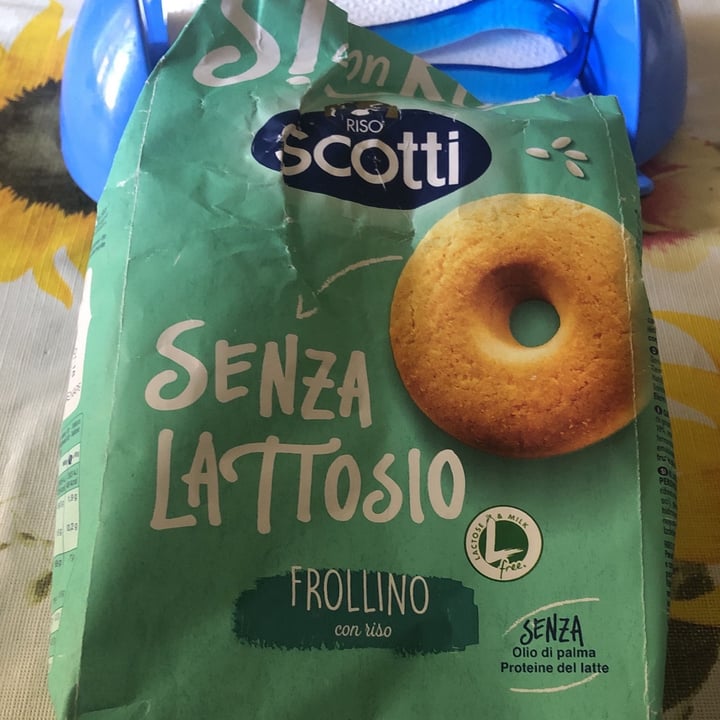 RISO
Scotti
SENZA
LATTOSIO
LACTOSE & MILK
free.
FROLLINO
con riso
SENZA
Olio di palma
Proteine del latte